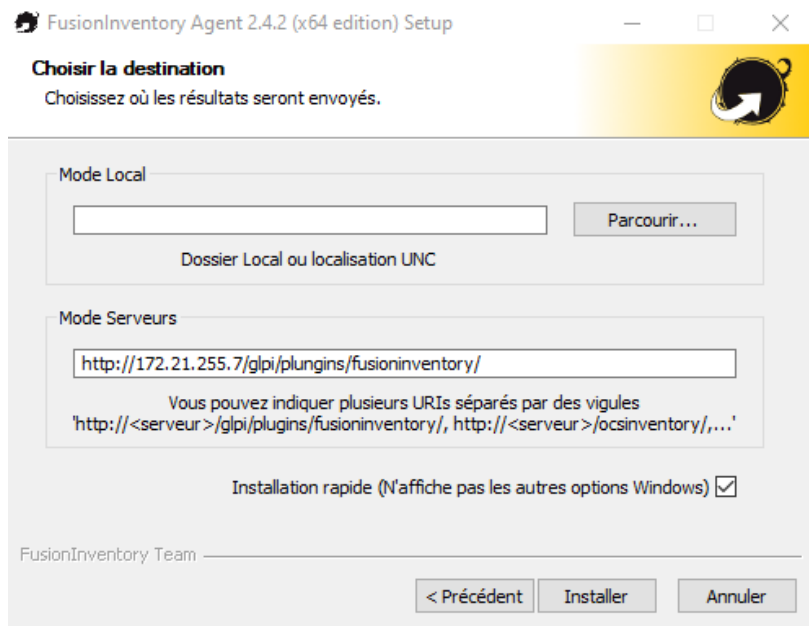 FusionInventory Agent 2.4.2 (x64 edition) Setup
Choisir la destination
Choisissez où les résultats seront envoyés.
Mode Local
Parcourir...
Dossier Local ou localisation UNC
Mode Serveurs
http://172.21.255.7/glpi/plungins/fusioninventory/
Vous pouvez indiquer plusieurs URIs séparés par des vigules
'http://<serveur>/glpi/plugins/fusioninventory/, http://<serveur>/ocsinventory/,...'
Installation rapide (N'affiche pas les autres options Windows)
FusionInventory Team
< Précédent Installer Annuler